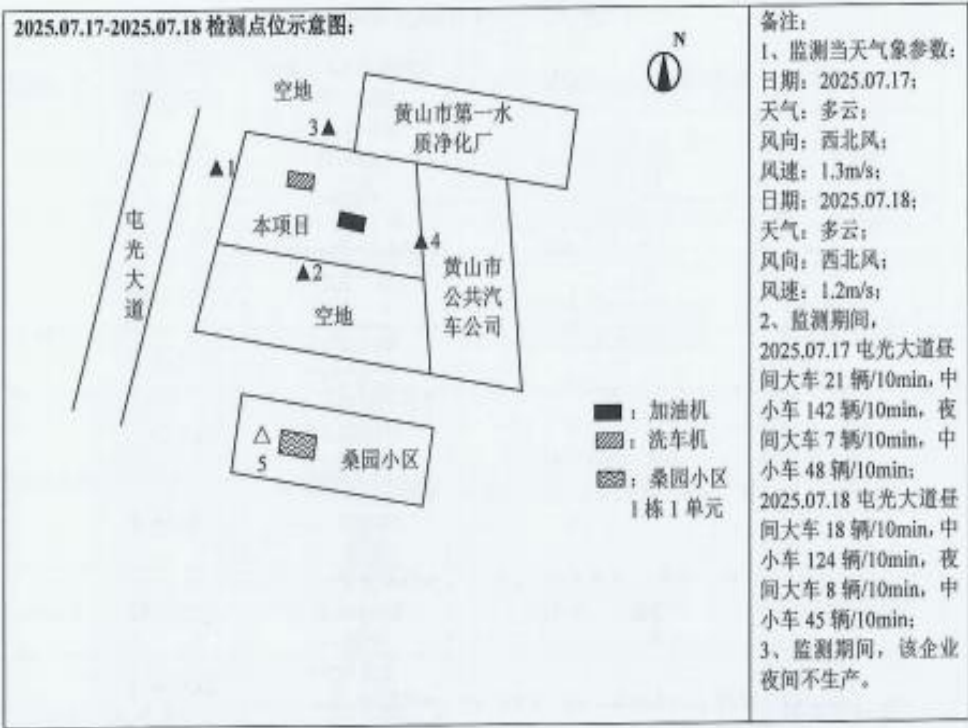 2025.07.17-2025.07.18 检测点位示意图:
N
空地
黄山市第一水
质净化厂
3▲
▲1
本项目
▲4
屯光大道
▲2
空地
黄山市
公共汽
车公司
△
5
桑园小区
: 加油机
: 洗车机
: 桑园小区
1 栋 1 单元
备注:
1、监测当天气象参数:
日期: 2025.07.17;
天气: 多云;
风向: 西北风;
风速: 1.3m/s;
日期: 2025.07.18;
天气: 多云;
风向: 西北风;
风速: 1.2m/s;
2、监测期间,
2025.07.17 屯光大道昼
间大车 21 辆/10min, 中
小车 142 辆/10min, 夜
间大车 7 辆/10min, 中
小车 48 辆/10min;
2025.07.18 屯光大道昼
间大车 18 辆/10min, 中
小车 124 辆/10min, 夜
间大车 8 辆/10min, 中
小车 45 辆/10min;
3、监测期间, 该企业
夜间不生产。